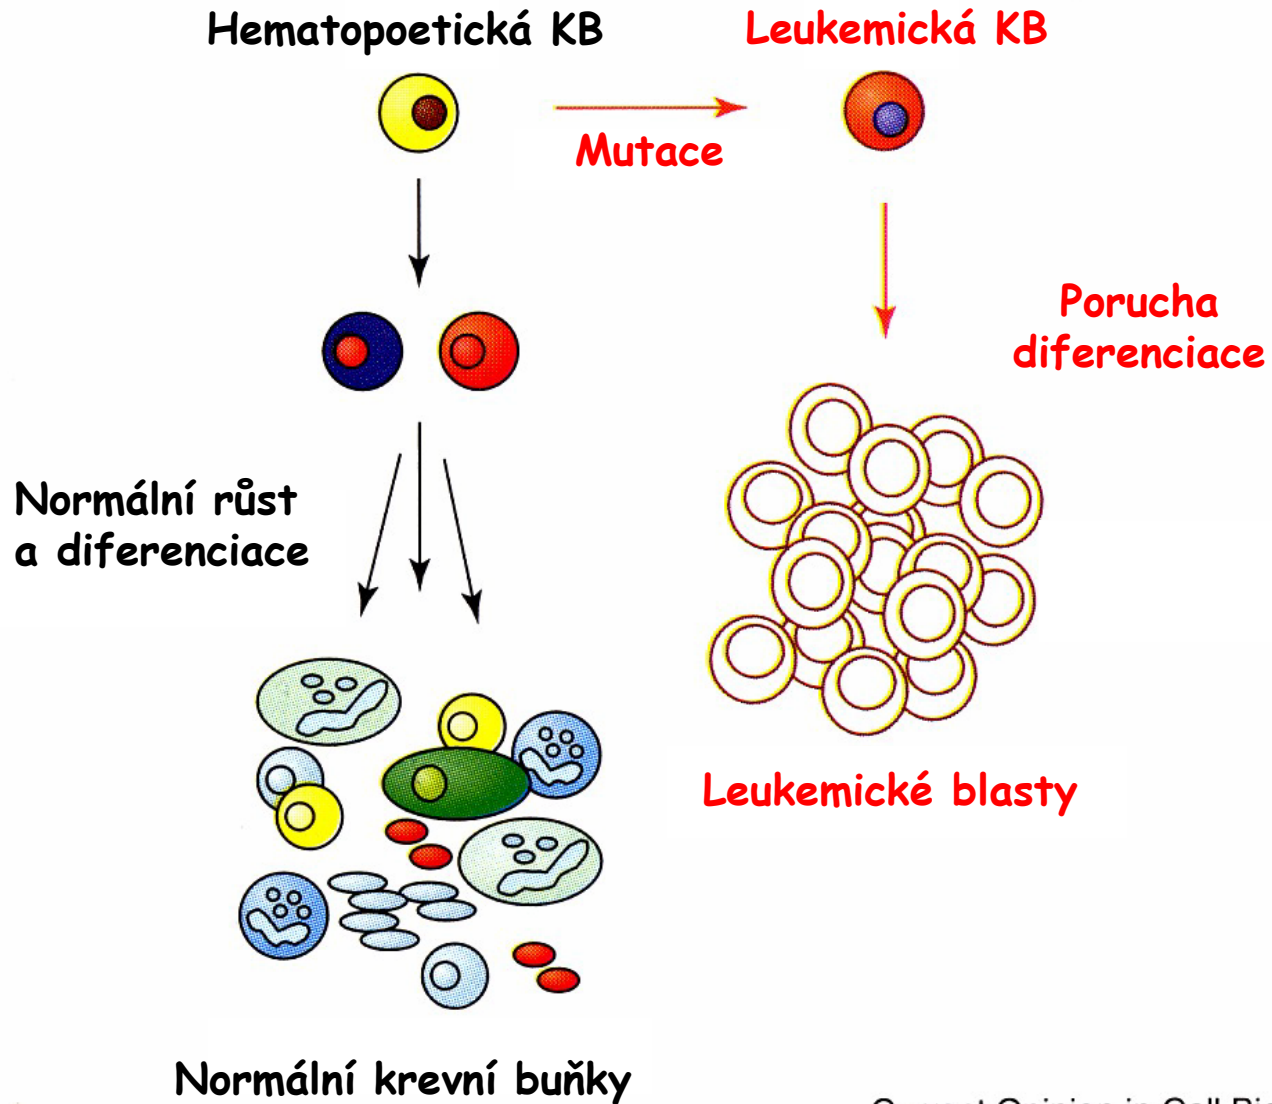 Hematopoetická KB
Leukemická KB
Mutace
Porucha
diferenciace
Normální růst
a diferenciace
Leukemické blasty
Normální krevní buňky